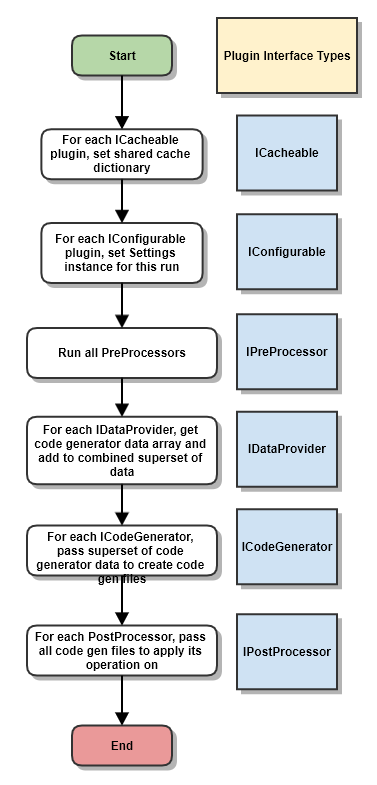 Start
Plugin Interface Types
For each ICacheable
plugin, set shared cache
dictionary
ICacheable
For each IConfigurable
plugin, set Settings
instance for this run
IConfigurable
Run all PreProcessors
IPreProcessor
For each IDataProvider, get
code generator data array and
add to combined superset of
data
IDataProvider
For each ICodeGenerator,
pass superset of code
generator data to create code
gen files
ICodeGenerator
For each PostProcessor, pass
all code gen files to apply its
operation on
IPostProcessor
End